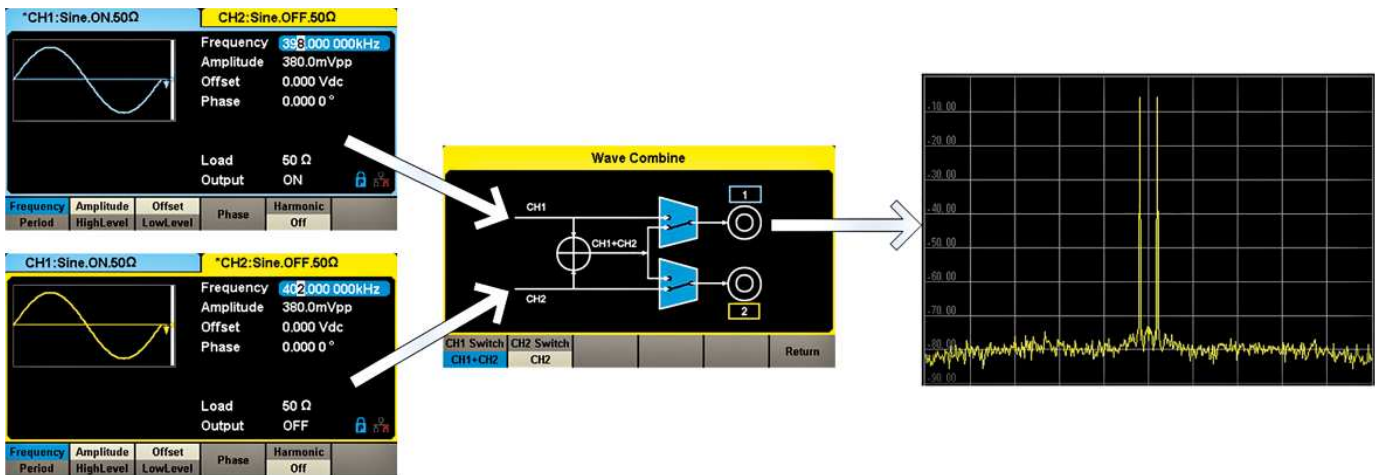 *CH1:Sine.ON.50Ω CH2:Sine.OFF.50Ω
Frequency 398.000 000kHz
Amplitude 380.0mVpp
Offset 0.000 Vdc
Phase 0.000 0 °
Load 50 Ω
Output ON
Frequency Amplitude Offset Phase Harmonic
Period HighLevel LowLevel Off
CH1:Sine.ON.50Ω *CH2:Sine.OFF.50Ω
Frequency 402.000 000kHz
Amplitude 380.0mVpp
Offset 0.000 Vdc
Phase 0.000 0 °
Load 50 Ω
Output OFF
Frequency Amplitude Offset Phase Harmonic
Period HighLevel LowLevel Off
Wave Combine
1
CH1
CH1+CH2
CH2
2
CH1 Switch CH2 Switch Return
CH1+CH2 CH2
-10.00
-20.00
-30.00
-40.00
-50.00
-60.00
-70.00
-80.00
-90.00